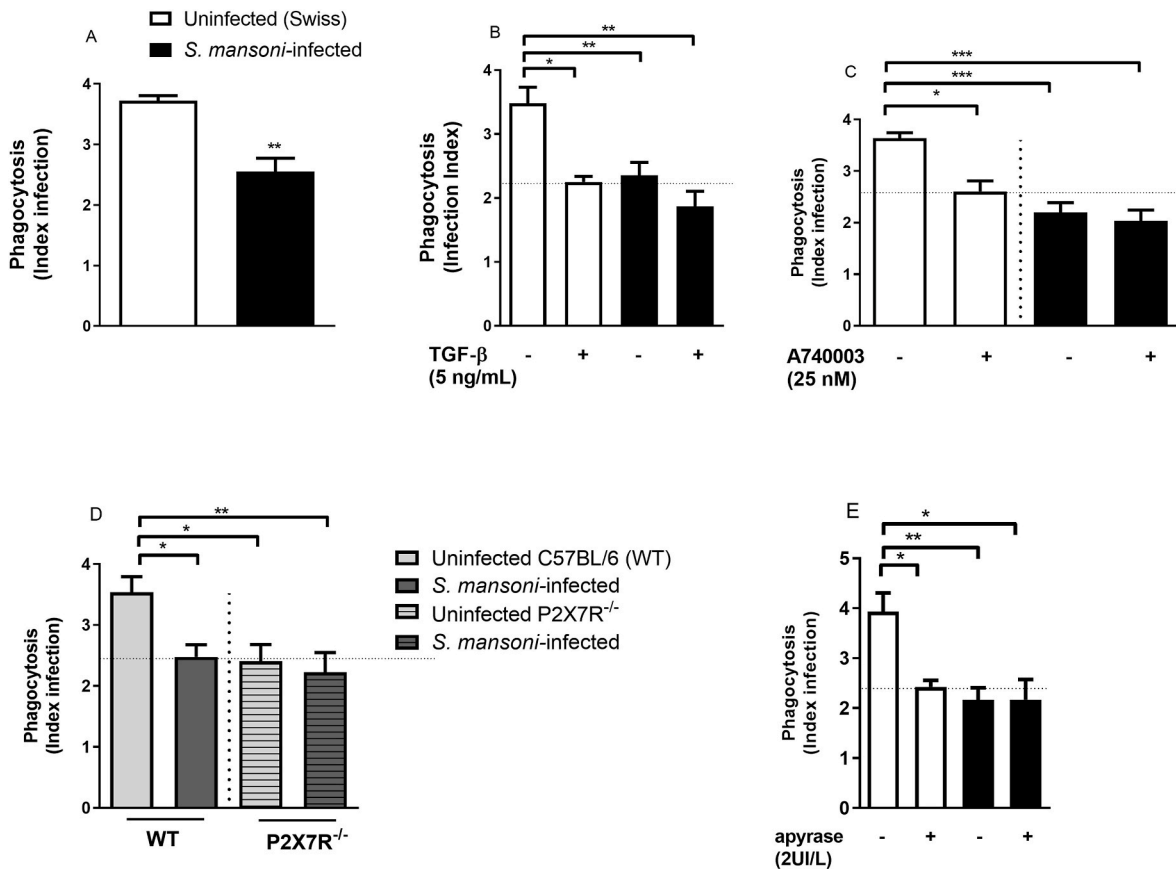 A
Uninfected (Swiss)
S. mansoni-infected
Phagocytosis
(Index infection)
4
3
2
1
0
**
B
Phagocytosis
(Infection Index)
4
3
2
1
0
**
**
*
TGF-β - + - +
(5 ng/mL)
C
Phagocytosis
(Index infection)
4
3
2
1
0
***
***
*
A740003 - + - +
(25 nM)
D
Phagocytosis
(Index infection)
4
3
2
1
0
**
*
*
WT P2X7R-/-
Uninfected C57BL/6 (WT)
S. mansoni-infected
Uninfected P2X7R-/-
S. mansoni-infected
E
Phagocytosis
(Index infection)
5
4
3
2
1
0
*
**
*
apyrase - + - +
(2UI/L)